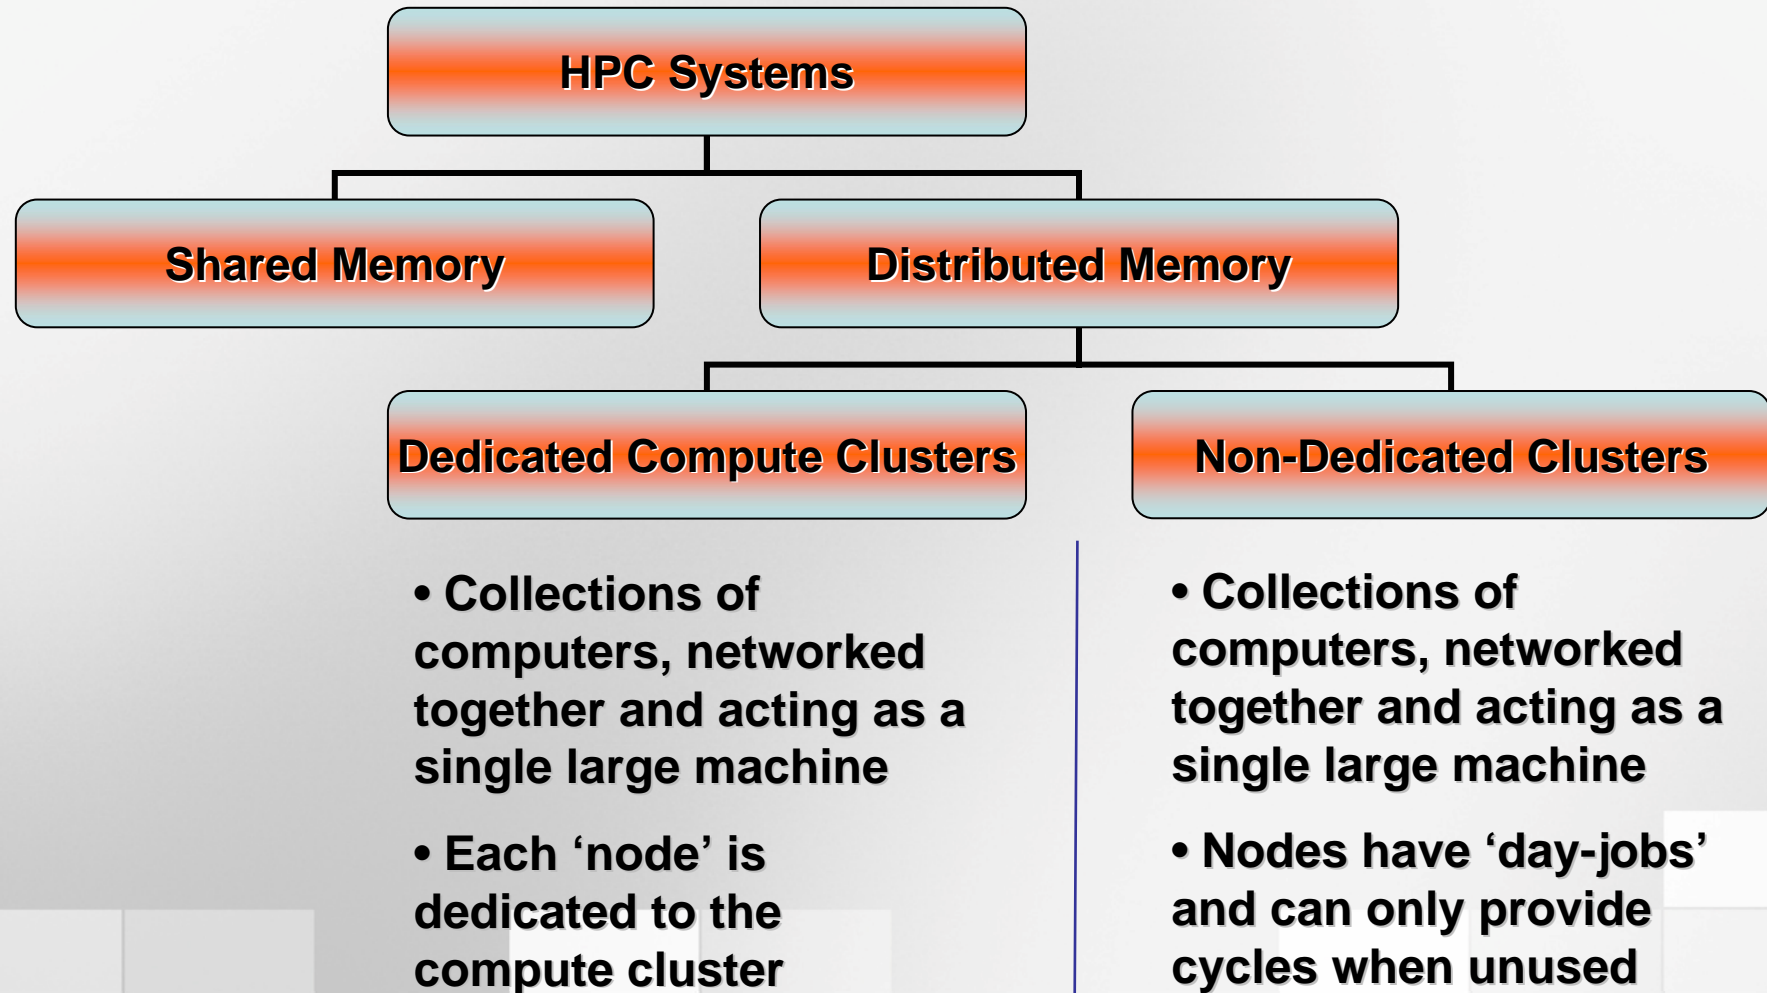 HPC Systems
Shared Memory
Distributed Memory
Dedicated Compute Clusters
Non-Dedicated Clusters
• Collections of
computers, networked
together and acting as a
single large machine
• Each ‘node’ is
dedicated to the
compute cluster
• Collections of
computers, networked
together and acting as a
single large machine
• Nodes have ‘day-jobs’
and can only provide
cycles when unused